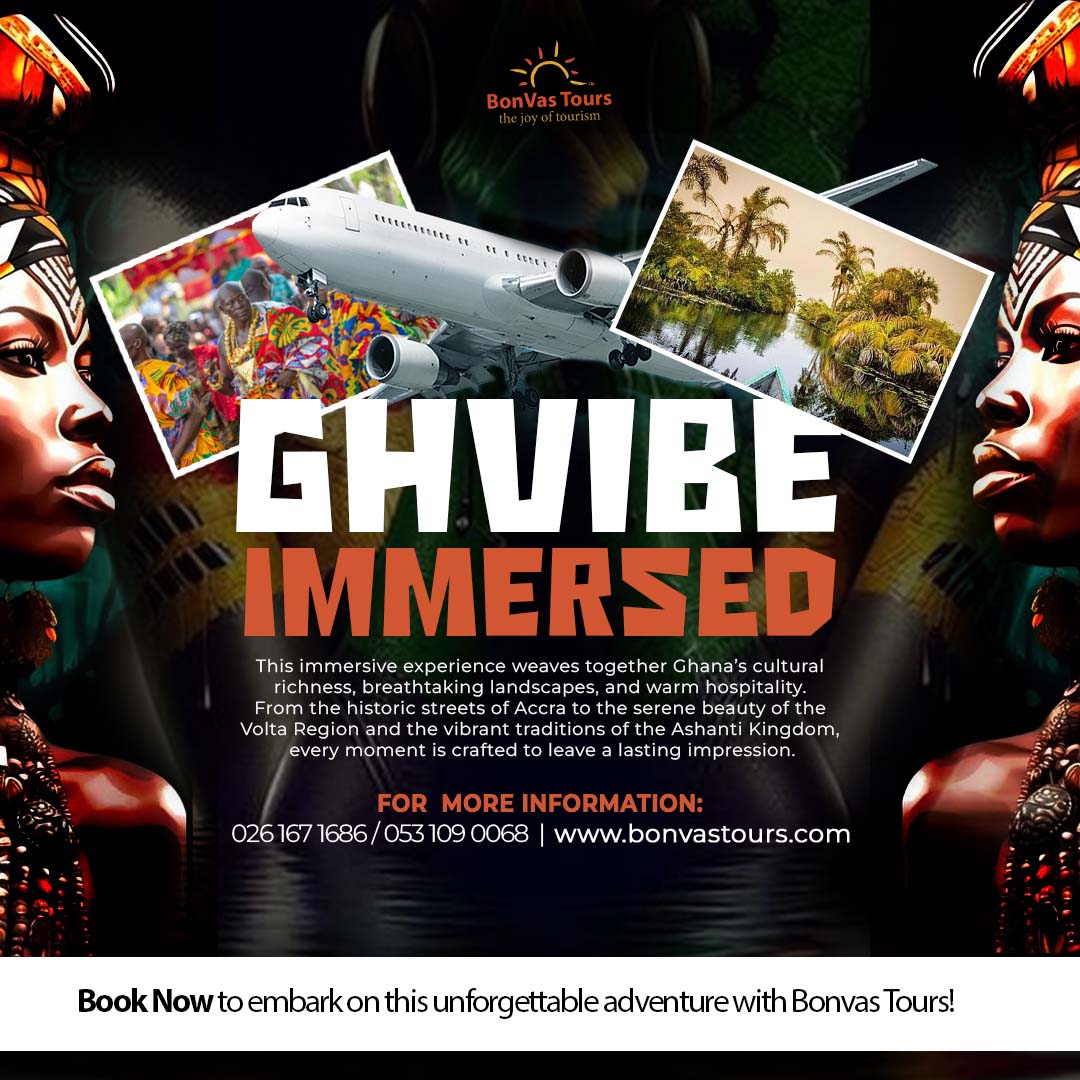 BonVas Tours™
the joy of tourism
GHVIBE
IMMERSED
This immersive experience weaves together Ghana’s cultural
richness, breathtaking landscapes, and warm hospitality.
From the historic streets of Accra to the serene beauty of the
Volta Region and the vibrant traditions of the Ashanti Kingdom,
every moment is crafted to leave a lasting impression.
FOR MORE INFORMATION:
026 167 1686 / 053 109 0068 | www.bonvastours.com
Book Now to embark on this unforgettable adventure with Bonvas Tours!